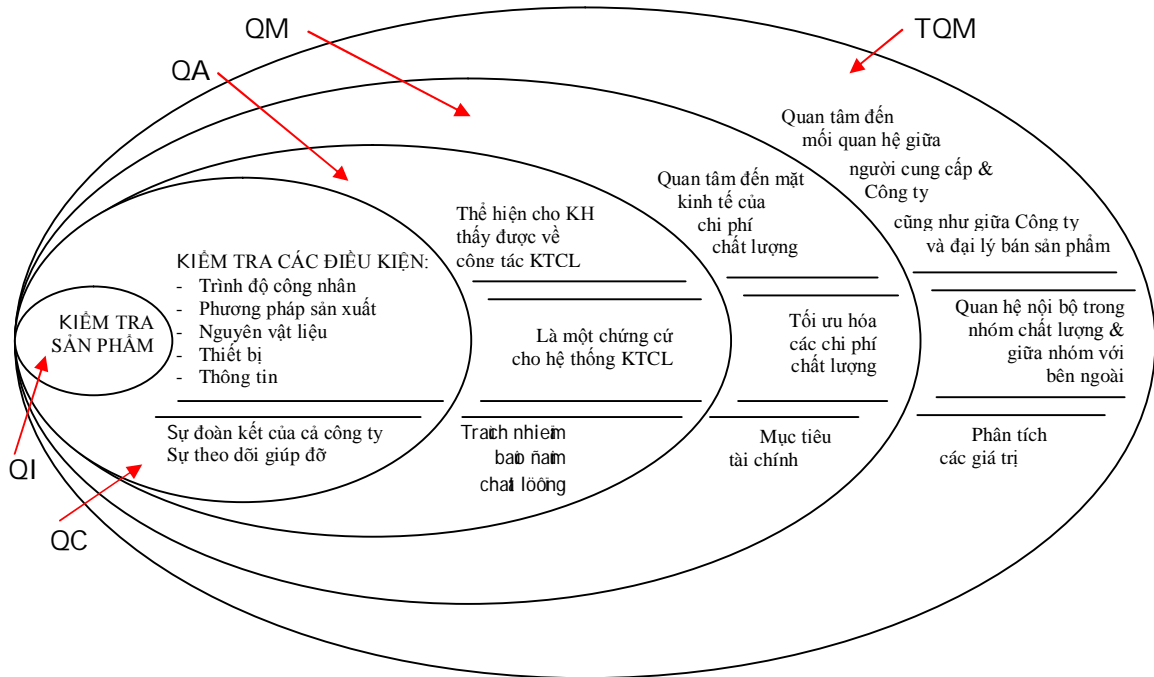 QM
TQM
QA
Quan tâm đến
mối quan hệ giữa
người cung cấp &
Công ty
cũng như giữa Công ty
và đại lý bán sản phẩm
Quan tâm đến mặt
kinh tế của
chi phí
chất lượng
Thể hiện cho KH
thấy được về
công tác KTCL
KIỂM TRA CÁC ĐIỀU KIỆN:
- Trình độ công nhân
- Phương pháp sản xuất
- Nguyên vật liệu
- Thiết bị
- Thông tin
KIỂM TRA
SẢN PHẨM
Là một chứng cứ
cho hệ thống KTCL
Tối ưu hóa
các chi phí
chất lượng
Quan hệ nội bộ trong
nhóm chất lượng &
giữa nhóm với
bên ngoài
Sự đoàn kết của cả công ty
Sự theo dõi giúp đỡ
Mục tiêu
tài chính
Phân tích
các giá trị
QI
QC